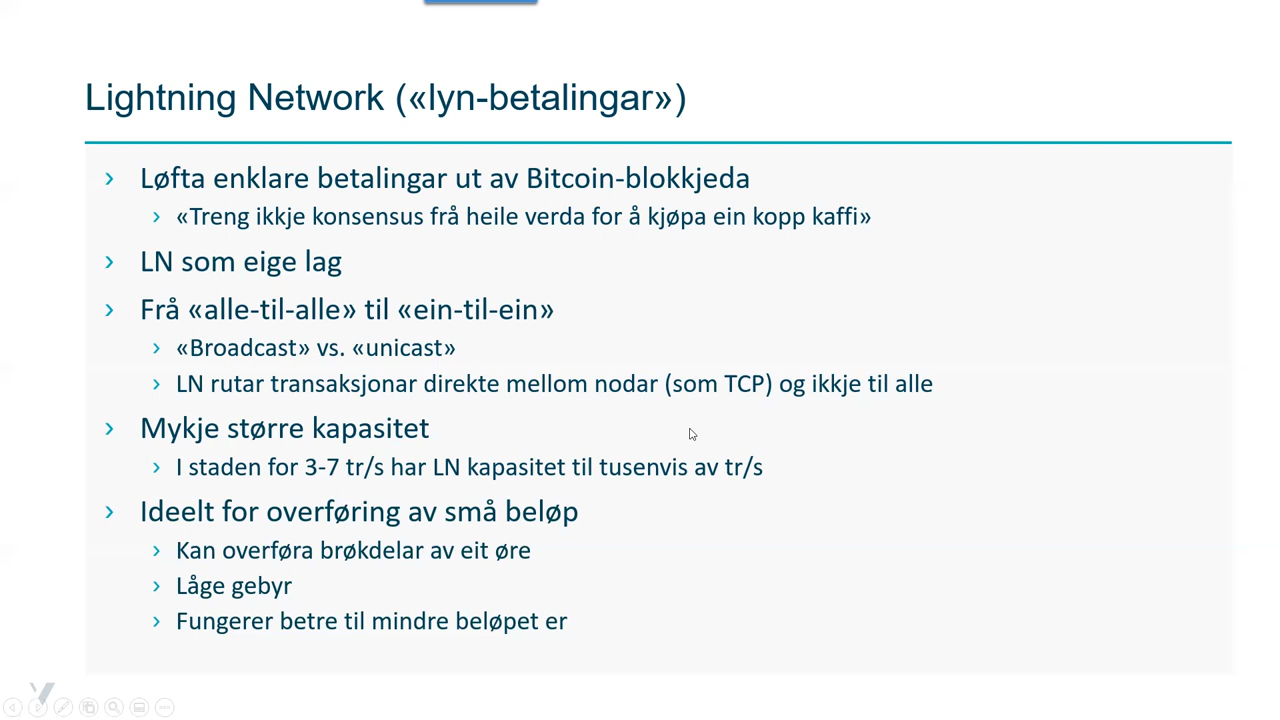 Lightning Network («lyn-betalingar»)
Løfta enklare betalingar ut av Bitcoin-blokkjeda
«Treng ikkje konsensus frå heile verda for å kjøpa ein kopp kaffi»
LN som eige lag
Frå «alle-til-alle» til «ein-til-ein»
«Broadcast» vs. «unicast»
LN rutar transaksjonar direkte mellom nodar (som TCP) og ikkje til alle
Mykje større kapasitet
I staden for 3-7 tr/s har LN kapasitet til tusenvis av tr/s
Ideelt for overføring av små beløp
Kan overføra brøkdelar av eit øre
Låge gebyr
Fungerer betre til mindre beløpet er